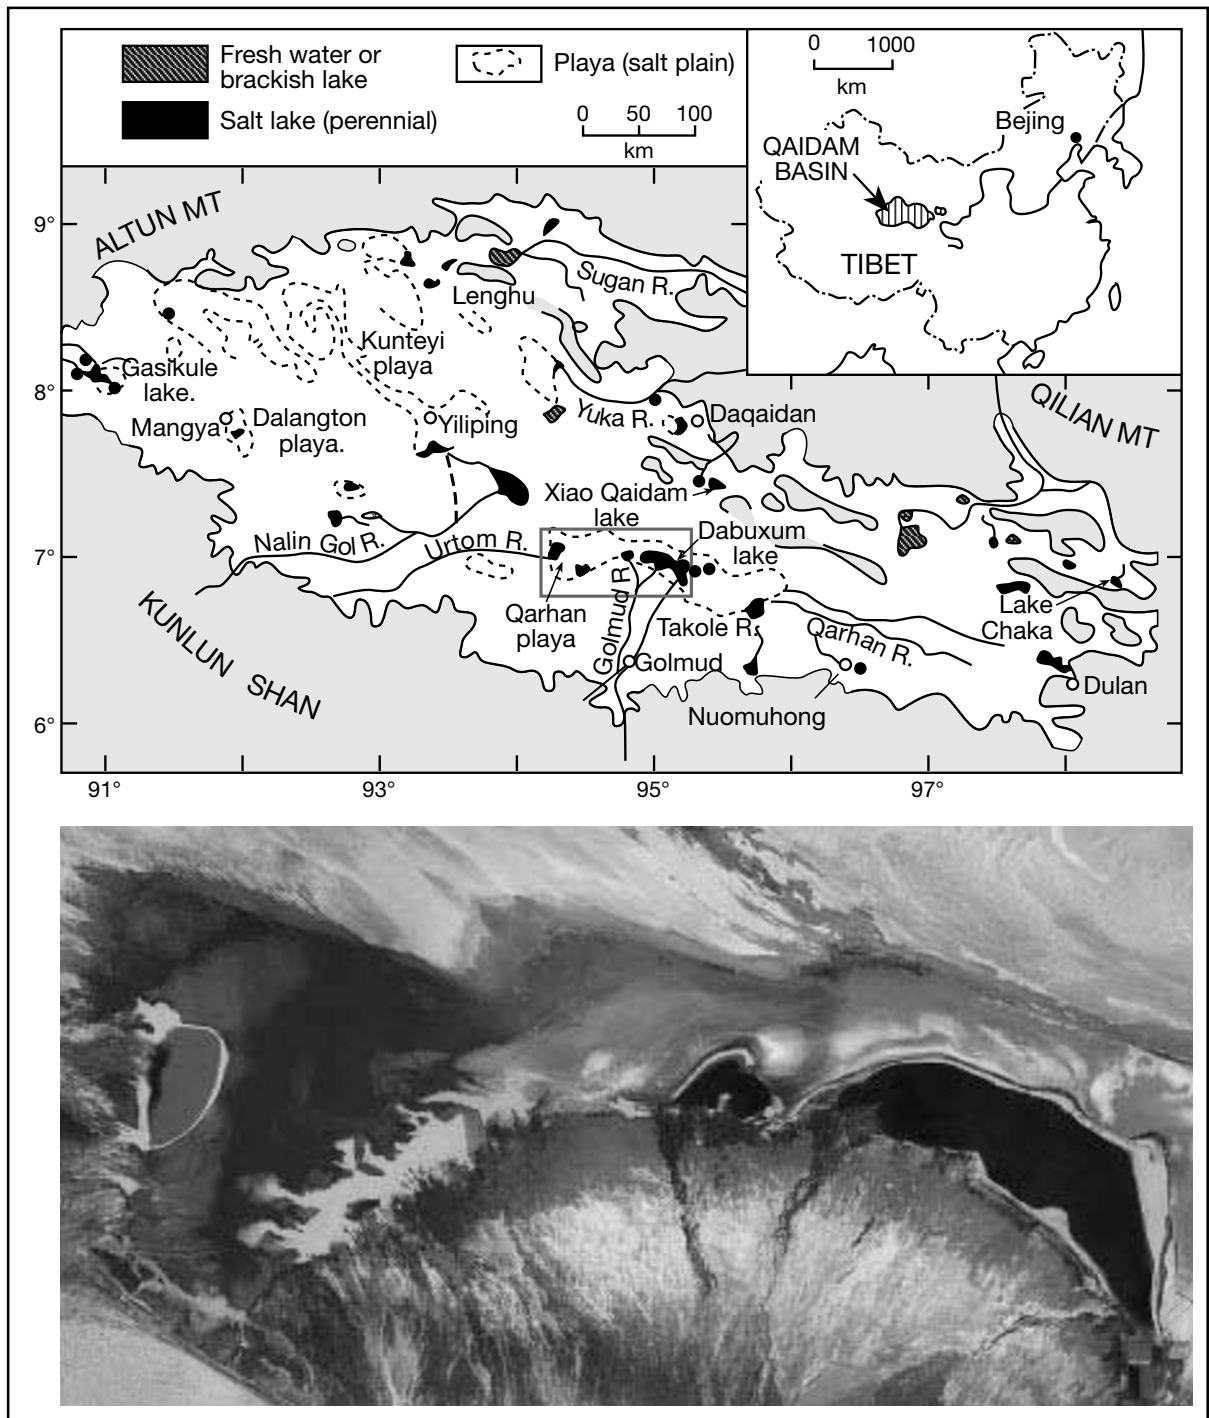 Fresh water or
brackish lake
Playa (salt plain)
Salt lake (perennial)
0 50 100
km
0 1000
km
Bejing
QAIDAM
BASIN
TIBET
ALTUN MT
9°
Sugan R.
Lenghu
Kunteyi
playa
Gasikule
lake.
8°
QILIAN MT
Mangya
Dalangton
playa.
Yiliping
Yuka R.
Daqaidan
Xiao Qaidam
lake
Dabuxum
lake
Nalin Gol R.
Urtom R.
7°
KUNLUN SHAN
Qarhan
playa
Golmud R.
Takole R.
Qarhan R.
Lake
Chaka
Golmud
Dulan
Nuomuhong
6°
91° 93° 95° 97°